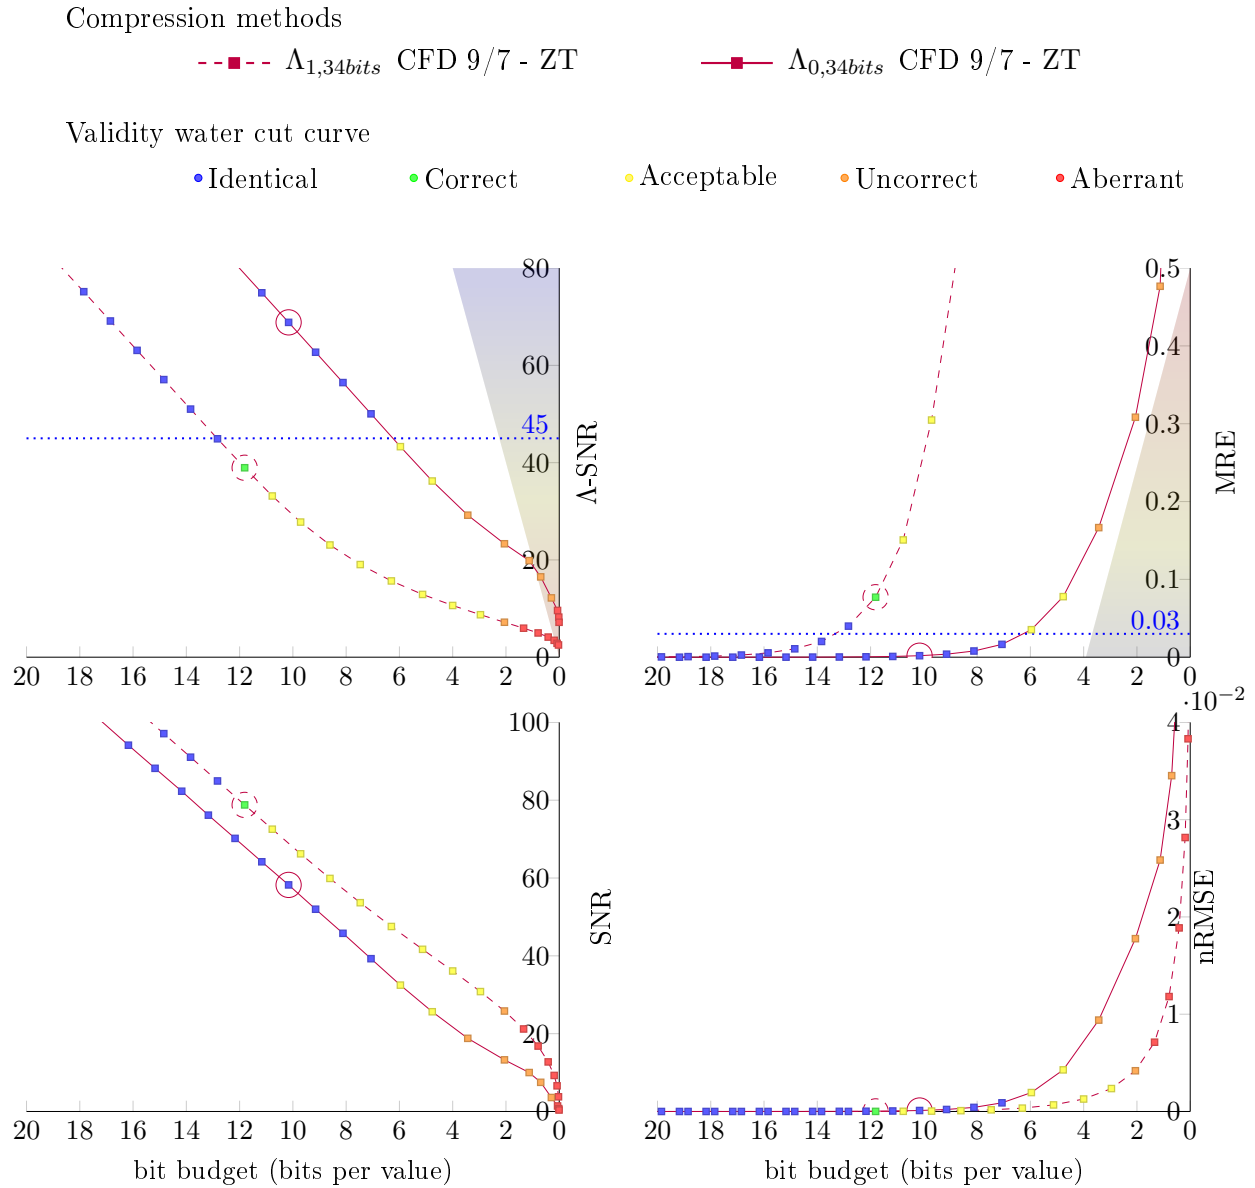 Compression methods
Λ1,34bits CFD 9/7 - ZT Λ0,34bits CFD 9/7 - ZT
Validity water cut curve
Identical Correct Acceptable Uncorrect Aberrant
80
60
45
40
20
0
Λ-SNR
20 18 16 14 12 10 8 6 4 2 0
0.5
0.4
0.3
0.2
0.1
0.03
0
MRE
20 18 16 14 12 10 8 6 4 2 0
100
80
60
40
20
0
SNR
20 18 16 14 12 10 8 6 4 2 0
bit budget (bits per value)
·10−2
4
3
2
1
nRMSE
20 18 16 14 12 10 8 6 4 2 0
bit budget (bits per value)